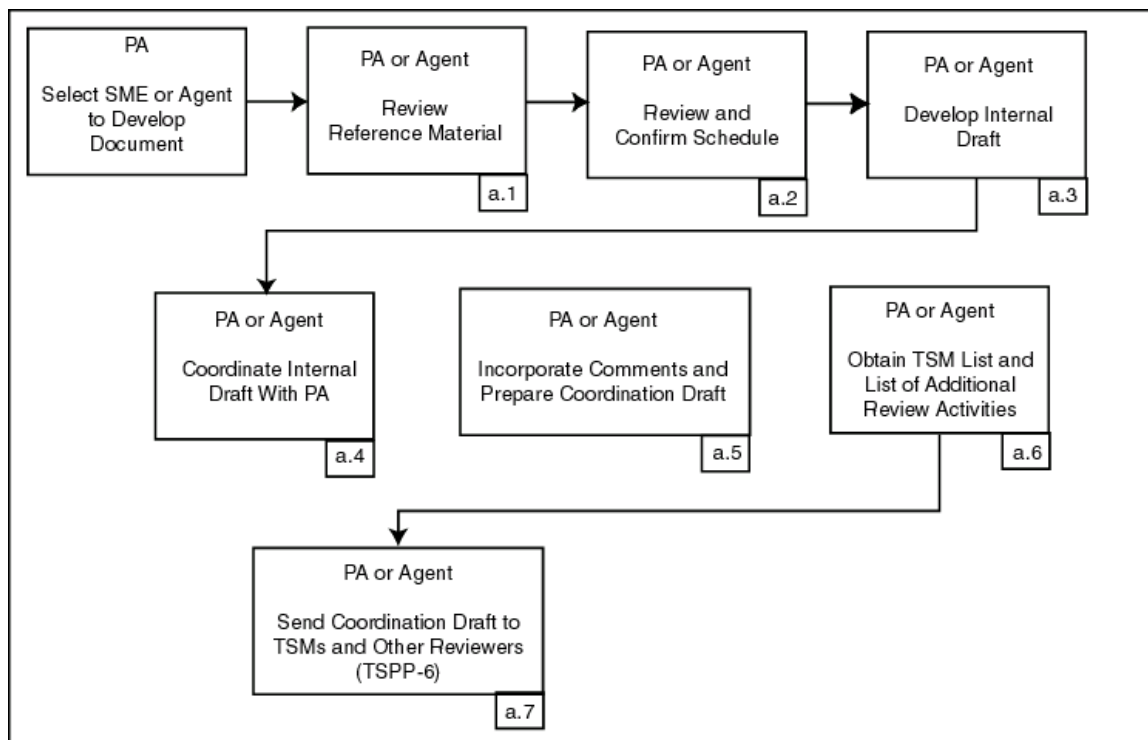 PA
Select SME or Agent
to Develop
Document
PA or Agent
Review
Reference Material
a.1
PA or Agent
Review and
Confirm Schedule
a.2
PA or Agent
Develop Internal
Draft
a.3
PA or Agent
Coordinate Internal
Draft With PA
a.4
PA or Agent
Incorporate Comments and
Prepare Coordination Draft
a.5
PA or Agent
Obtain TSM List and
List of Additional
Review Activities
a.6
PA or Agent
Send Coordination Draft to
TSMs and Other Reviewers
(TSPP-6)
a.7